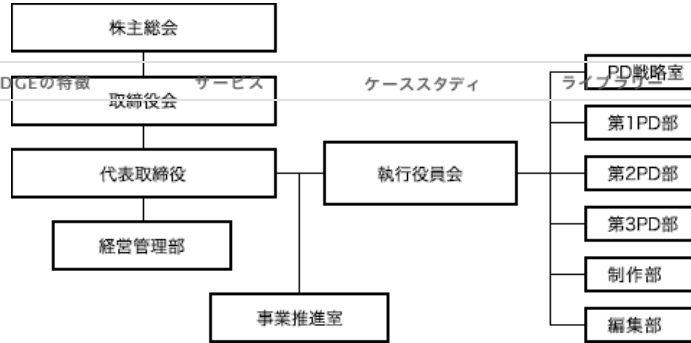 株主総会
PD戦略室
DGEの特徴 サービス ケーススタディ ライブラリー
取締役会
第1PD部
代表取締役
執行役員会
第2PD部
第3PD部
経営管理部
制作部
事業推進室
編集部